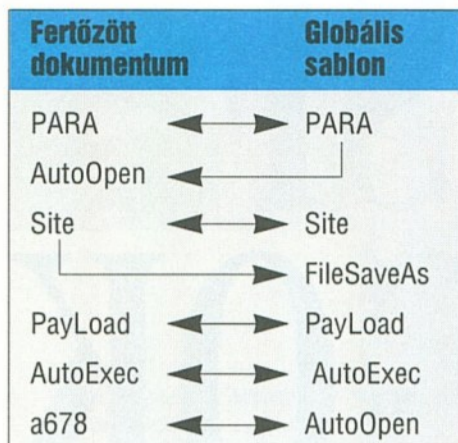 Fertőzött dokumentum Globális sablon
PARA PARA
AutoOpen
Site Site
FileSaveAs
PayLoad PayLoad
AutoExec AutoExec
a678 AutoOpen